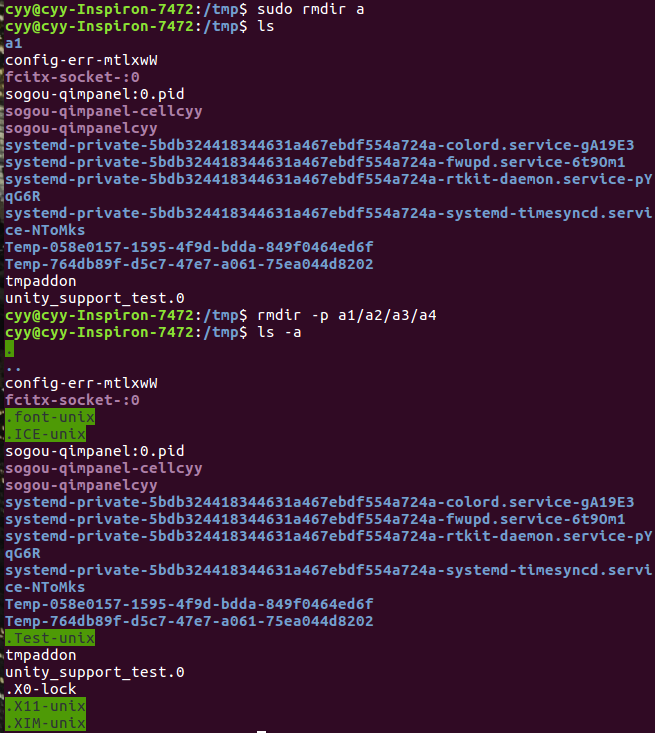 cyy@cyy-Inspiron-7472:/tmp$ sudo rmdir a
cyy@cyy-Inspiron-7472:/tmp$ ls
a1
config-err-mtlxwW
fcitx-socket-:0
sogou-qimpanel:0.pid
sogou-qimpanel-cellcyy
sogou-qimpanelcyy
systemd-private-5bdb324418344631a467ebdf554a724a-colord.service-gA19E3
systemd-private-5bdb324418344631a467ebdf554a724a-fwupd.service-6t9Om1
systemd-private-5bdb324418344631a467ebdf554a724a-rtkit-daemon.service-pY
qG6R
systemd-private-5bdb324418344631a467ebdf554a724a-systemd-timesyncd.servi
ce-NToMks
Temp-058e0157-1595-4f9d-bdda-849f0464ed6f
Temp-764db89f-d5c7-47e7-a061-75ea044d8202
tmpaddon
unity_support_test.0
cyy@cyy-Inspiron-7472:/tmp$ rmdir -p a1/a2/a3/a4
cyy@cyy-Inspiron-7472:/tmp$ ls -a
.
..
config-err-mtlxwW
fcitx-socket-:0
.font-unix
.ICE-unix
sogou-qimpanel:0.pid
sogou-qimpanel-cellcyy
sogou-qimpanelcyy
systemd-private-5bdb324418344631a467ebdf554a724a-colord.service-gA19E3
systemd-private-5bdb324418344631a467ebdf554a724a-fwupd.service-6t9Om1
systemd-private-5bdb324418344631a467ebdf554a724a-rtkit-daemon.service-pY
qG6R
systemd-private-5bdb324418344631a467ebdf554a724a-systemd-timesyncd.servi
ce-NToMks
Temp-058e0157-1595-4f9d-bdda-849f0464ed6f
Temp-764db89f-d5c7-47e7-a061-75ea044d8202
.Test-unix
tmpaddon
unity_support_test.0
.X0-lock
.X11-unix
.XIM-unix